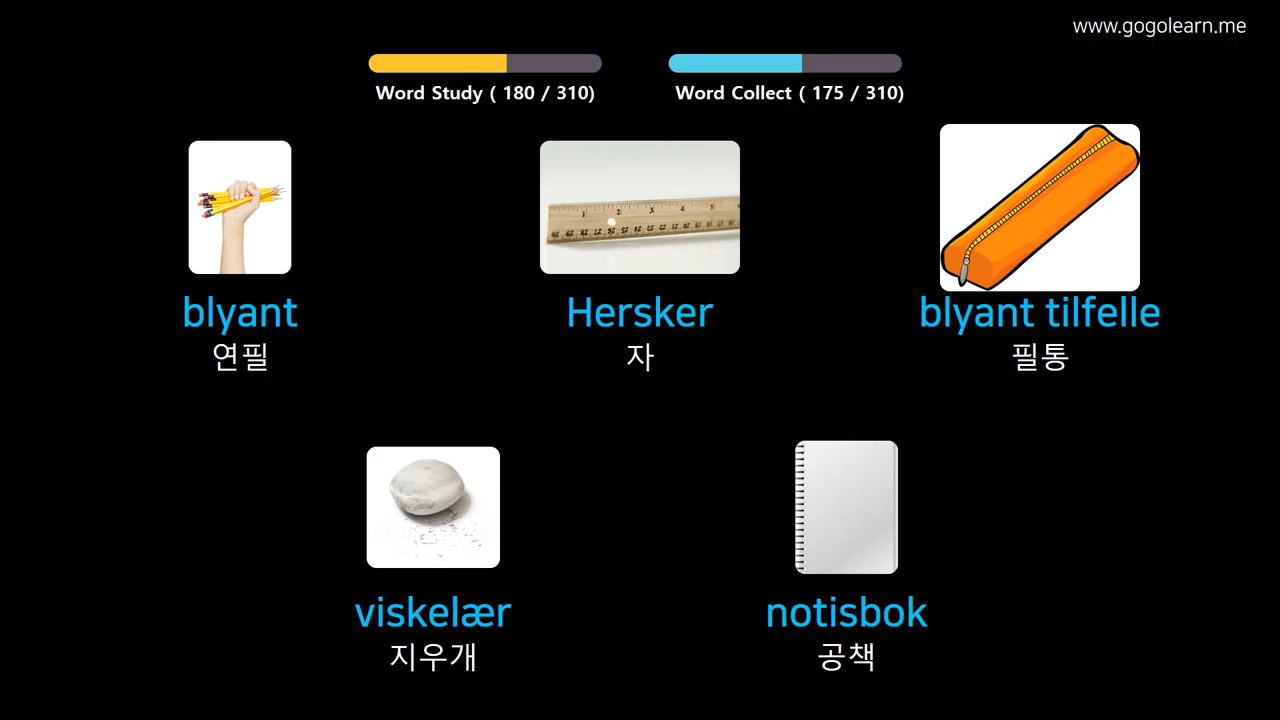 www.gogolearn.me
Word Study ( 180 / 310)
Word Collect ( 175 / 310)
blyant
연필
Hersker
자
blyant tilfelle
필통
viskelær
지우개
notisbok
공책